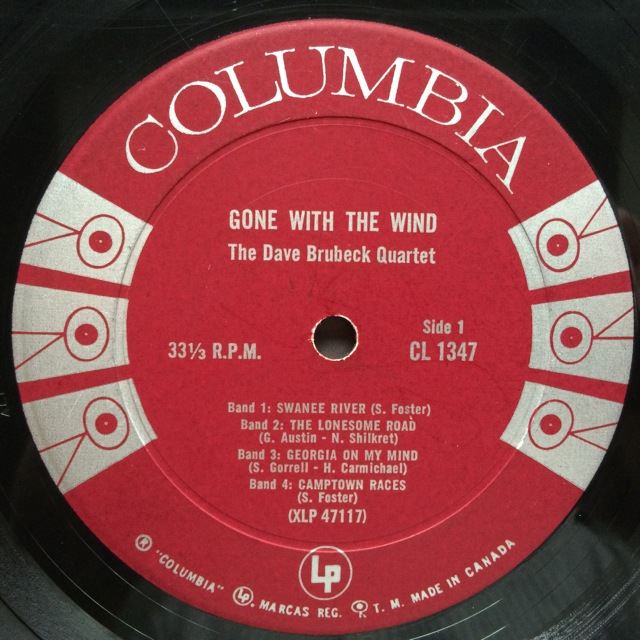 COLUMBIA
GONE WITH THE WIND
The Dave Brubeck Quartet
Side 1
33⅓ R.P.M.
CL 1347
Band 1: SWANEE RIVER (S. Foster)
Band 2: THE LONESOME ROAD
(G. Austin - N. Shilkret)
Band 3: GEORGIA ON MY MIND
(S. Gorrell - H. Carmichael)
Band 4: CAMPTOWN RACES
(S. Foster)
(XLP 47117)
LP
® "COLUMBIA" LP. MARCAS REG. T. M. MADE IN CANADA